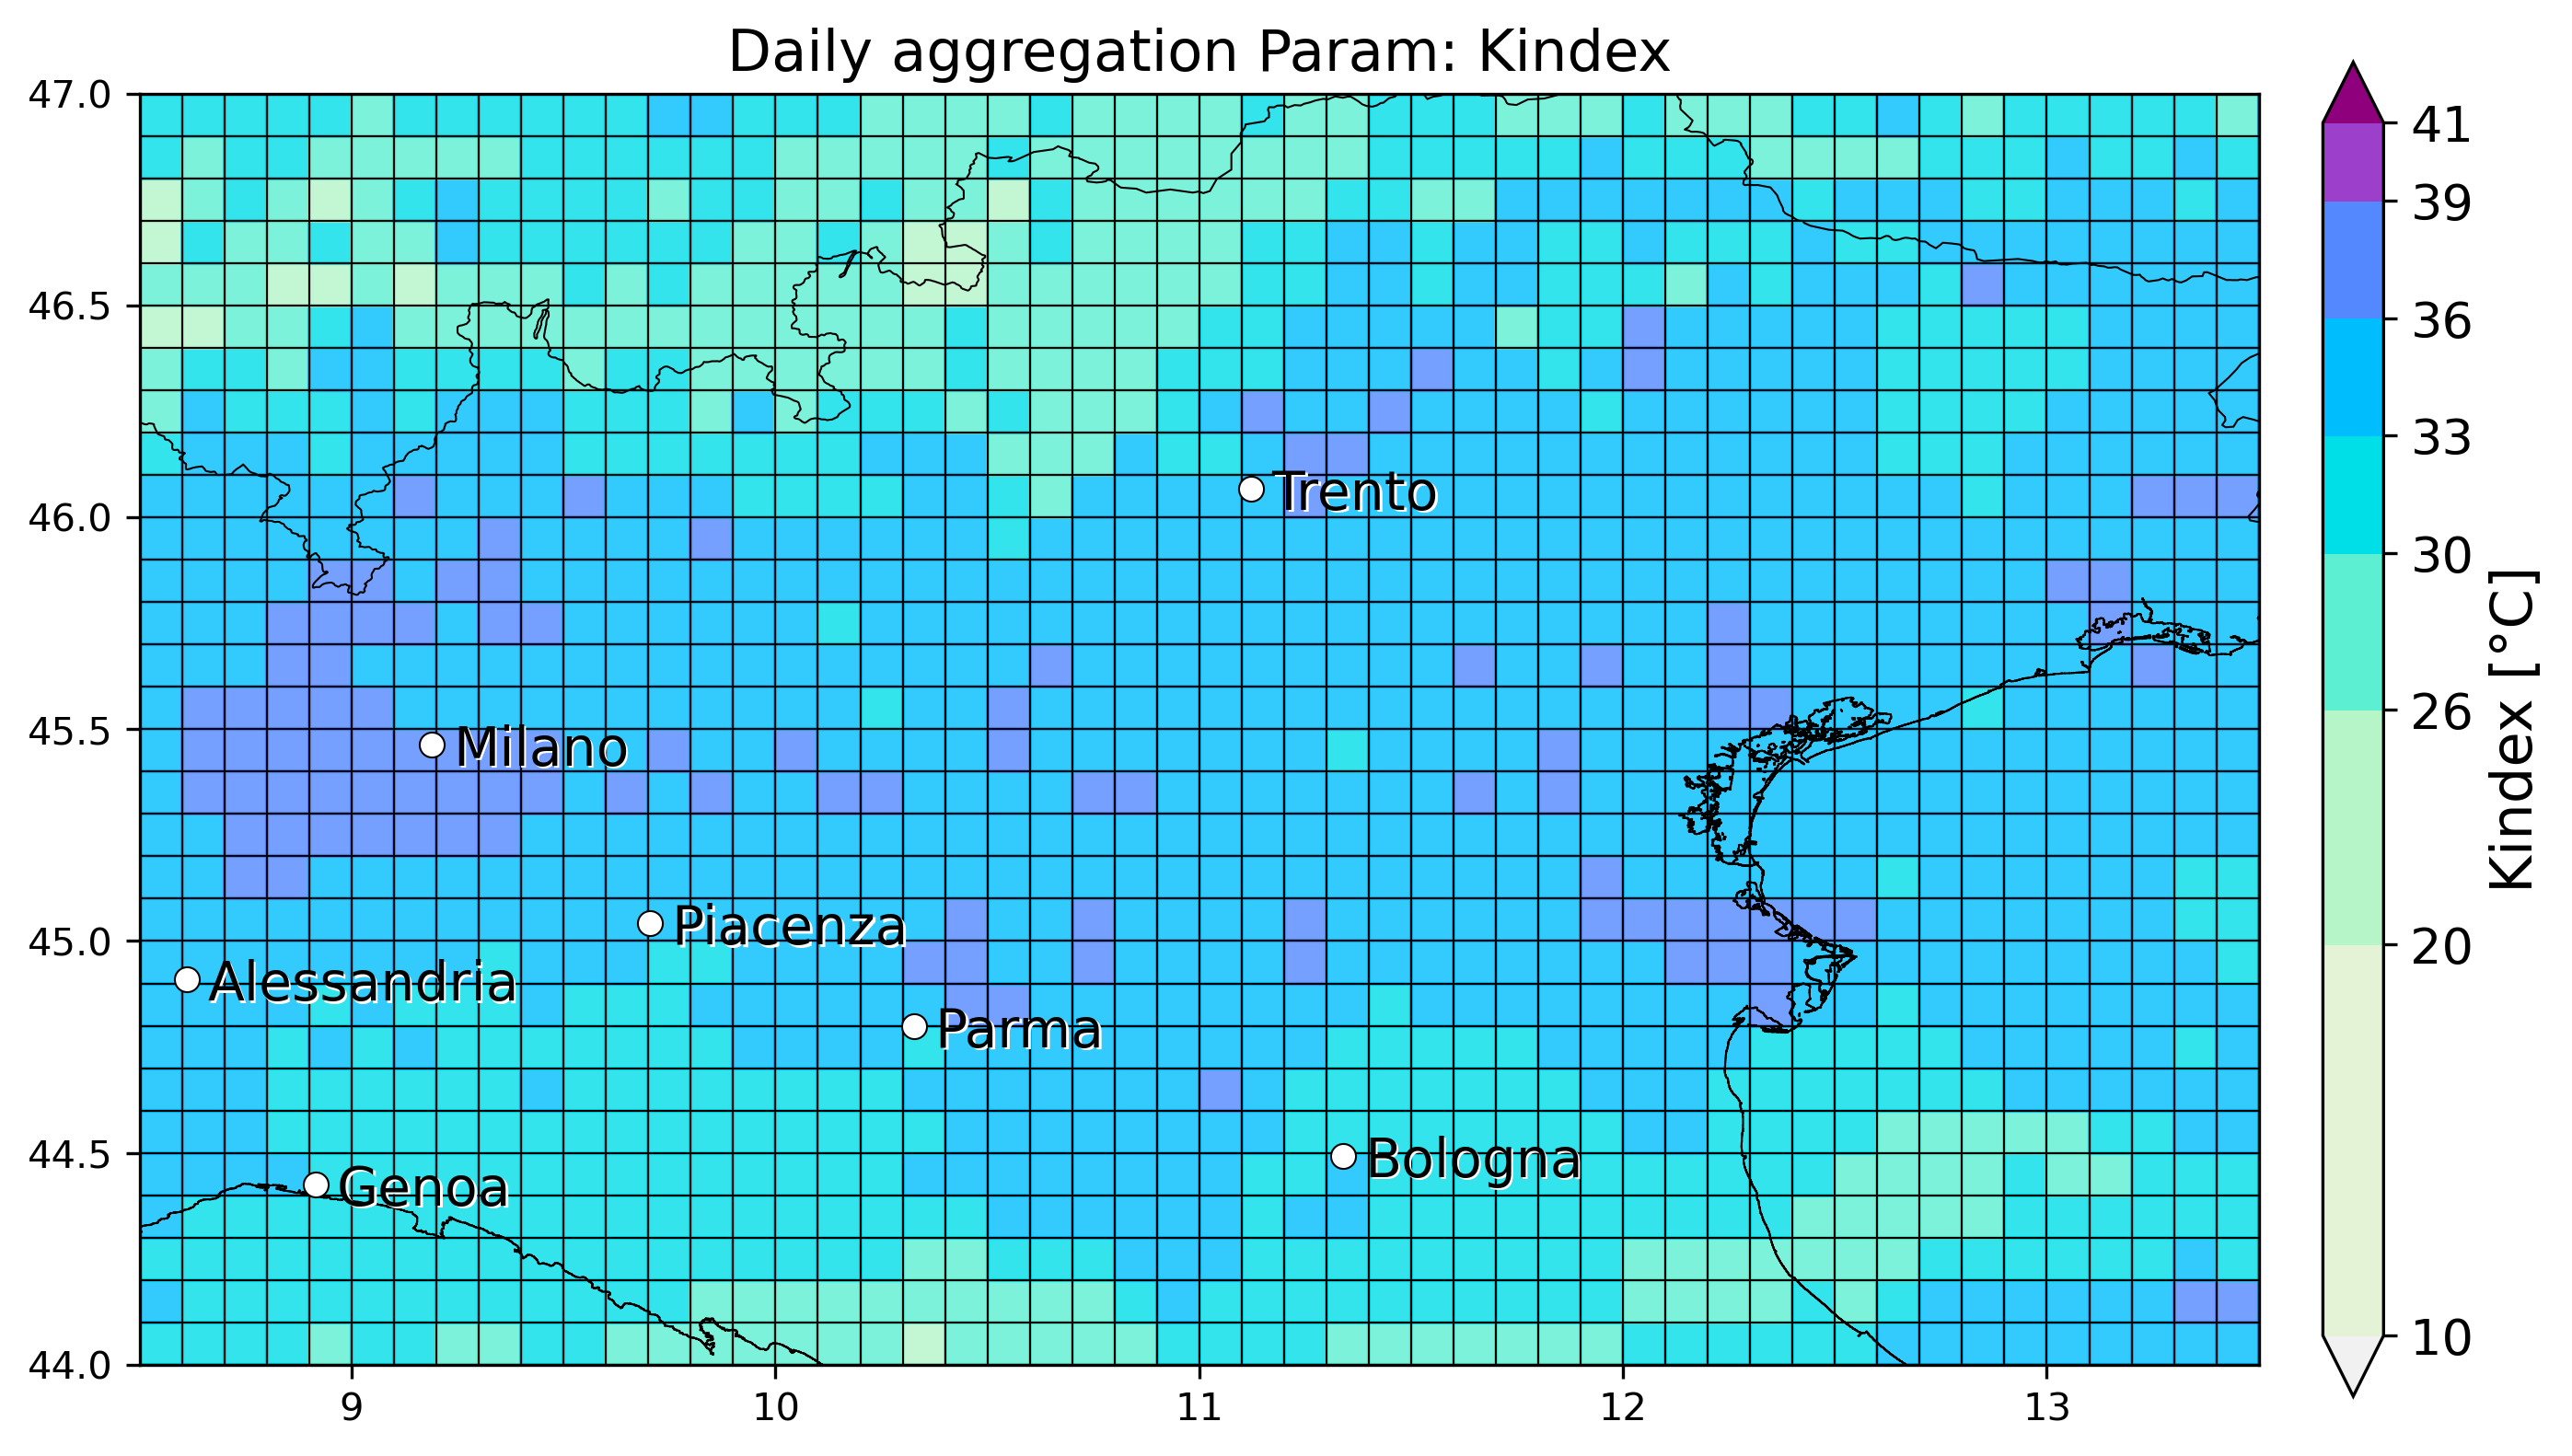 Daily aggregation Param: Kindex
47.0
46.5
46.0
45.5
45.0
44.5
44.0
9
10
11
12
13
Trento
Milano
Piacenza
Alessandria
Parma
Bologna
Genoa
41
39
36
33
30
26
20
10
Kindex [°C]